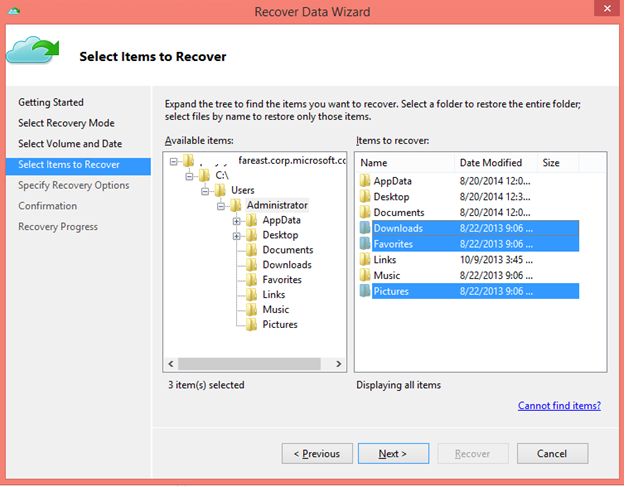 Recover Data Wizard
Select Items to Recover
Getting Started
Select Recovery Mode
Select Volume and Date
Select Items to Recover
Specify Recovery Options
Confirmation
Recovery Progress
Expand the tree to find the items you want to recover. Select a folder to restore the entire folder;
select files by name to restore only those items.
Available items:
fareast.corp.microsoft.cc
C:\
Users
Administrator
AppData
Desktop
Documents
Downloads
Favorites
Links
Music
Pictures
3 item(s) selected
Items to recover:
Name Date Modified Size
AppData 8/20/2014 12:0...
Desktop 8/20/2014 12:3...
Documents 8/20/2014 12:0...
Downloads 8/22/2013 9:06 ...
Favorites 8/22/2013 9:06 ...
Links 10/9/2013 3:45 ...
Music 8/22/2013 9:06 ...
Pictures 8/22/2013 9:06 ...
Displaying all items
Cannot find items?
< Previous
Next >
Recover
Cancel